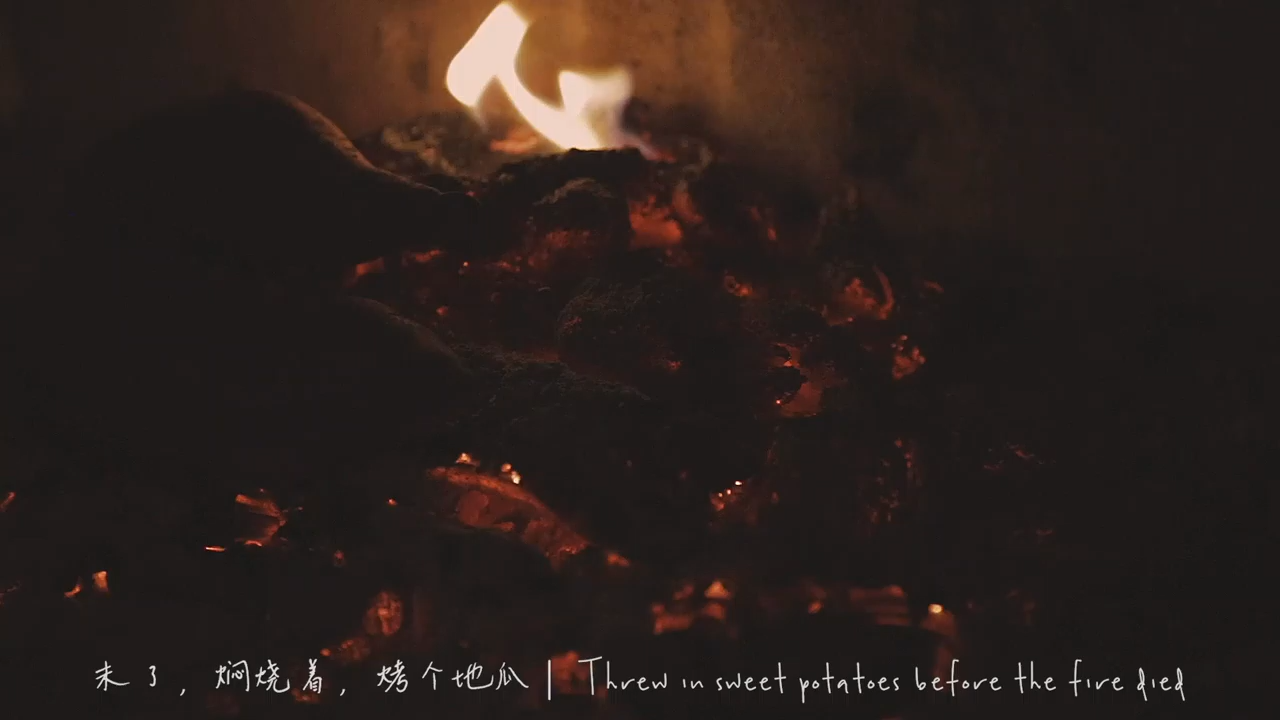 末了，焖烧着，烤个地瓜 | Threw in sweet potatoes before the fire died